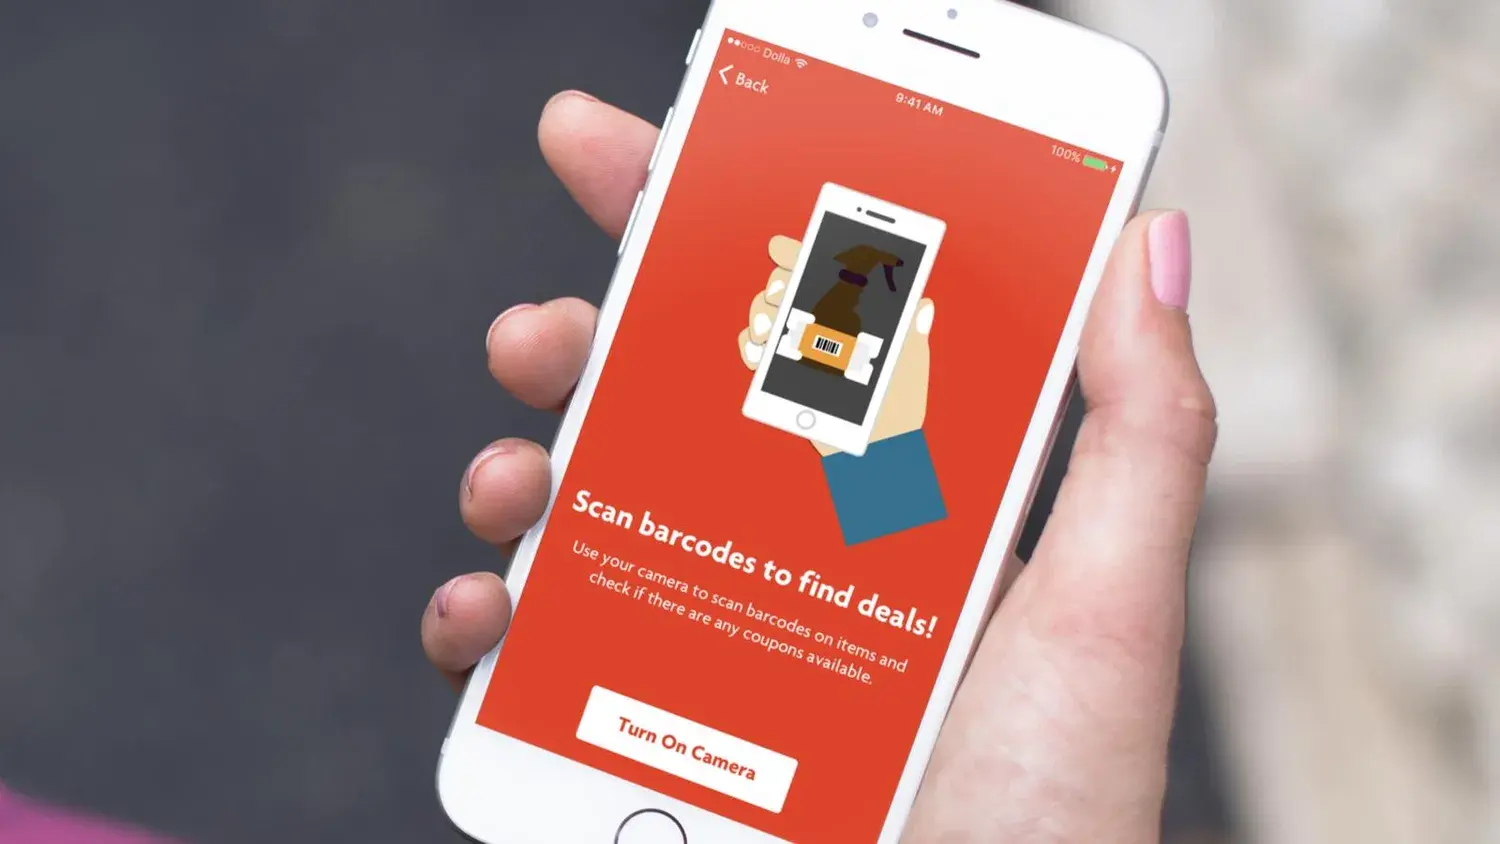 Dolla
9:41 AM
100%
Back
Scan barcodes to find deals!
Use your camera to scan barcodes on items and
check if there are any coupons available.
Turn On Camera